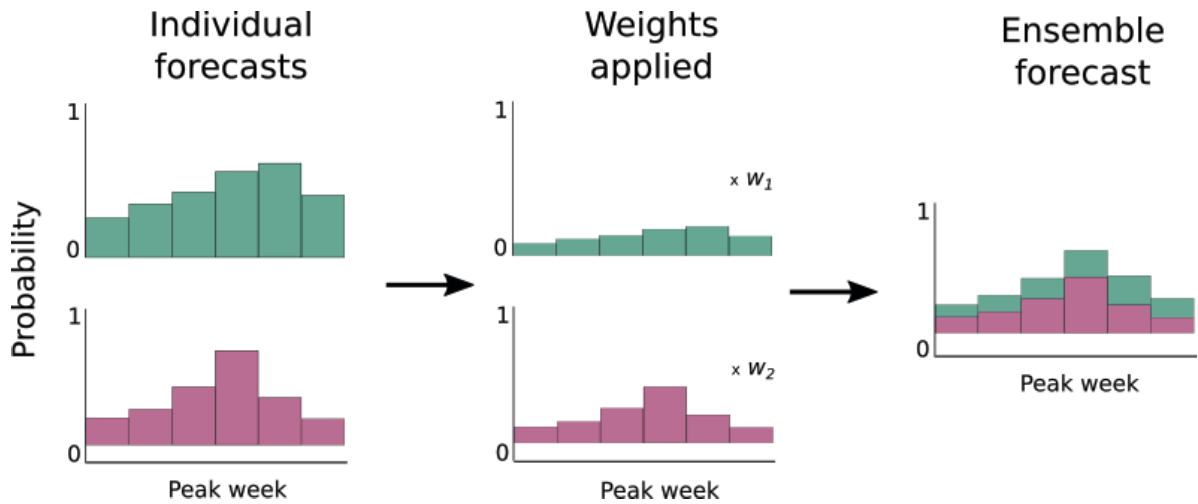 Individual
forecasts
Weights
applied
Ensemble
forecast
Probability
1
0
1
0
Peak week
1
0
x w1
1
0
x w2
Peak week
1
0
Peak week